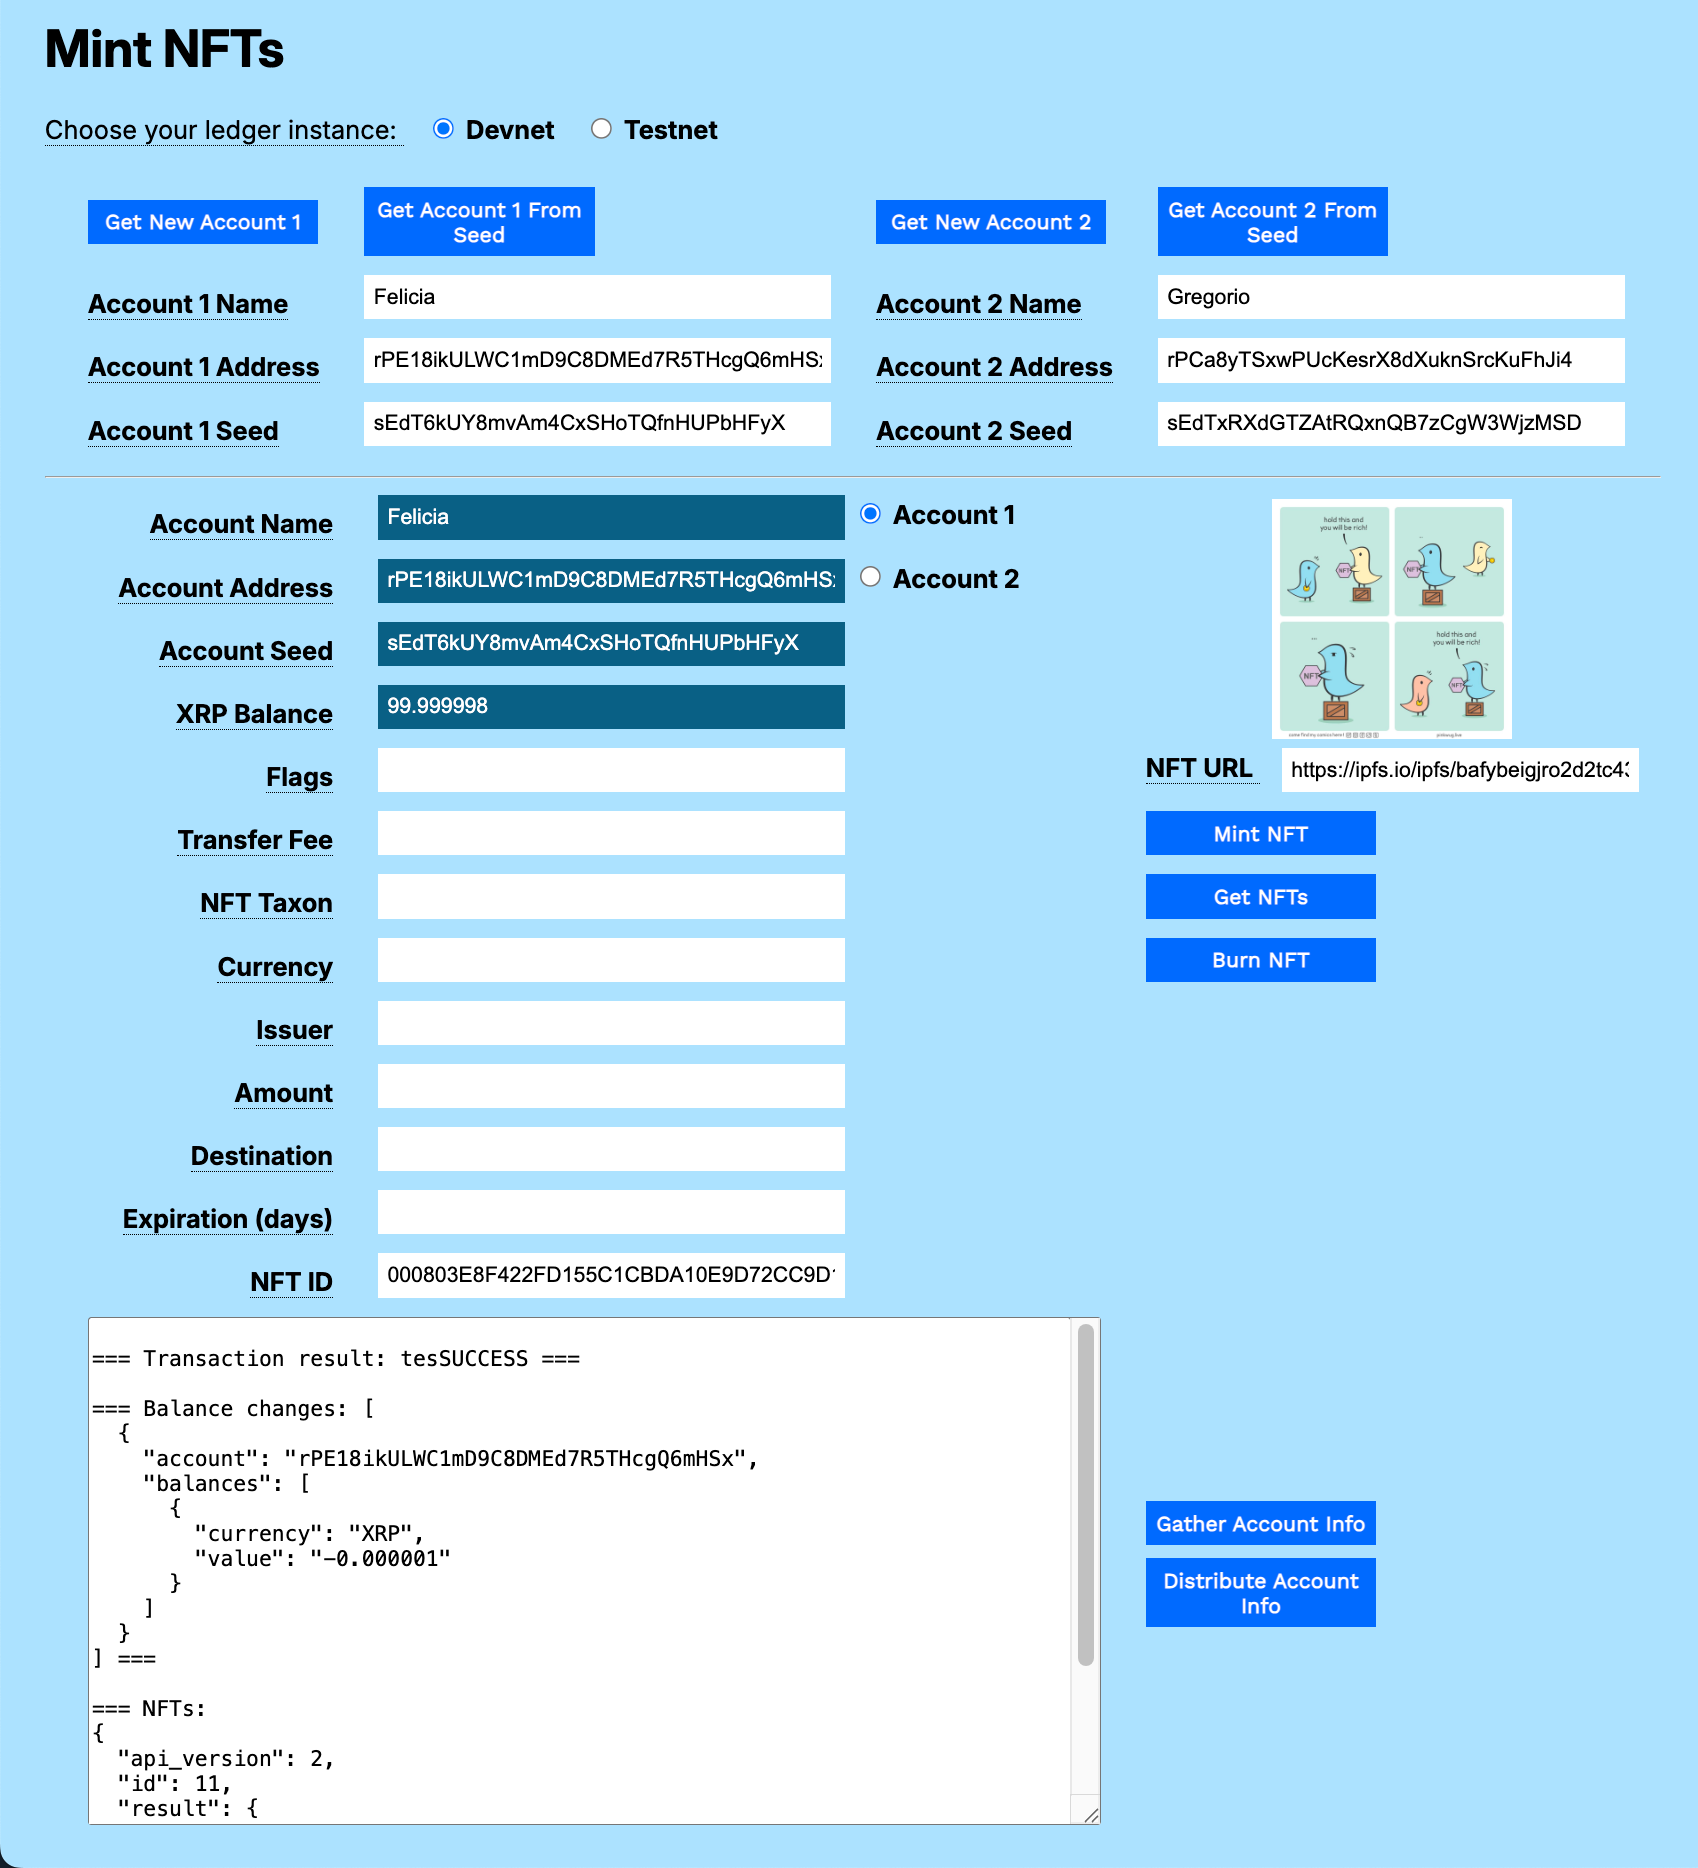 Mint NFTs
Choose your ledger instance: Devnet Testnet
Get New Account 1
Get Account 1 From
Seed
Get New Account 2
Get Account 2 From
Seed
Account 1 Name Felicia
Account 2 Name Gregorio
Account 1 Address rPE18ikULWC1mD9C8DMEd7R5THcgQ6mHSx
Account 2 Address rPCa8yTSxwPUcKesrX8dXuknSrcKuFhJi4
Account 1 Seed sEdT6kUY8mvAm4CxSHoTQfnHUPbHFyX
Account 2 Seed sEdTxRXdGTZAtRQxnQB7zCgW3WjzMSD
Account Name Felicia
Account 1
Account Address rPE18ikULWC1mD9C8DMEd7R5THcgQ6mHS
Account 2
Account Seed sEdT6kUY8mvAm4CxSHoTQfnHUPbHFyX
XRP Balance 99.999998
hold this and
you will be rich!
NFT
...
NFT
...
NFT
hold this and
you will be rich!
NFT
Flags
NFT URL https://ipfs.io/ipfs/bafybeigjro2d2tc43
Transfer Fee
Mint NFT
NFT Taxon
Get NFTs
Currency
Burn NFT
Issuer
Amount
Destination
Expiration (days)
NFT ID 000803E8F422FD155C1CBDA10E9D72CC9D1
=== Transaction result: tesSUCCESS ===
=== Balance changes: [
{
"account": "rPE18ikULWC1mD9C8DMEd7R5THcgQ6mHSx",
"balances": [
{
"currency": "XRP",
"value": "-0.000001"
}
]
}
] ===
=== NFTs:
{
"api_version": 2,
"id": 11,
"result": {
Gather Account Info
Distribute Account
Info